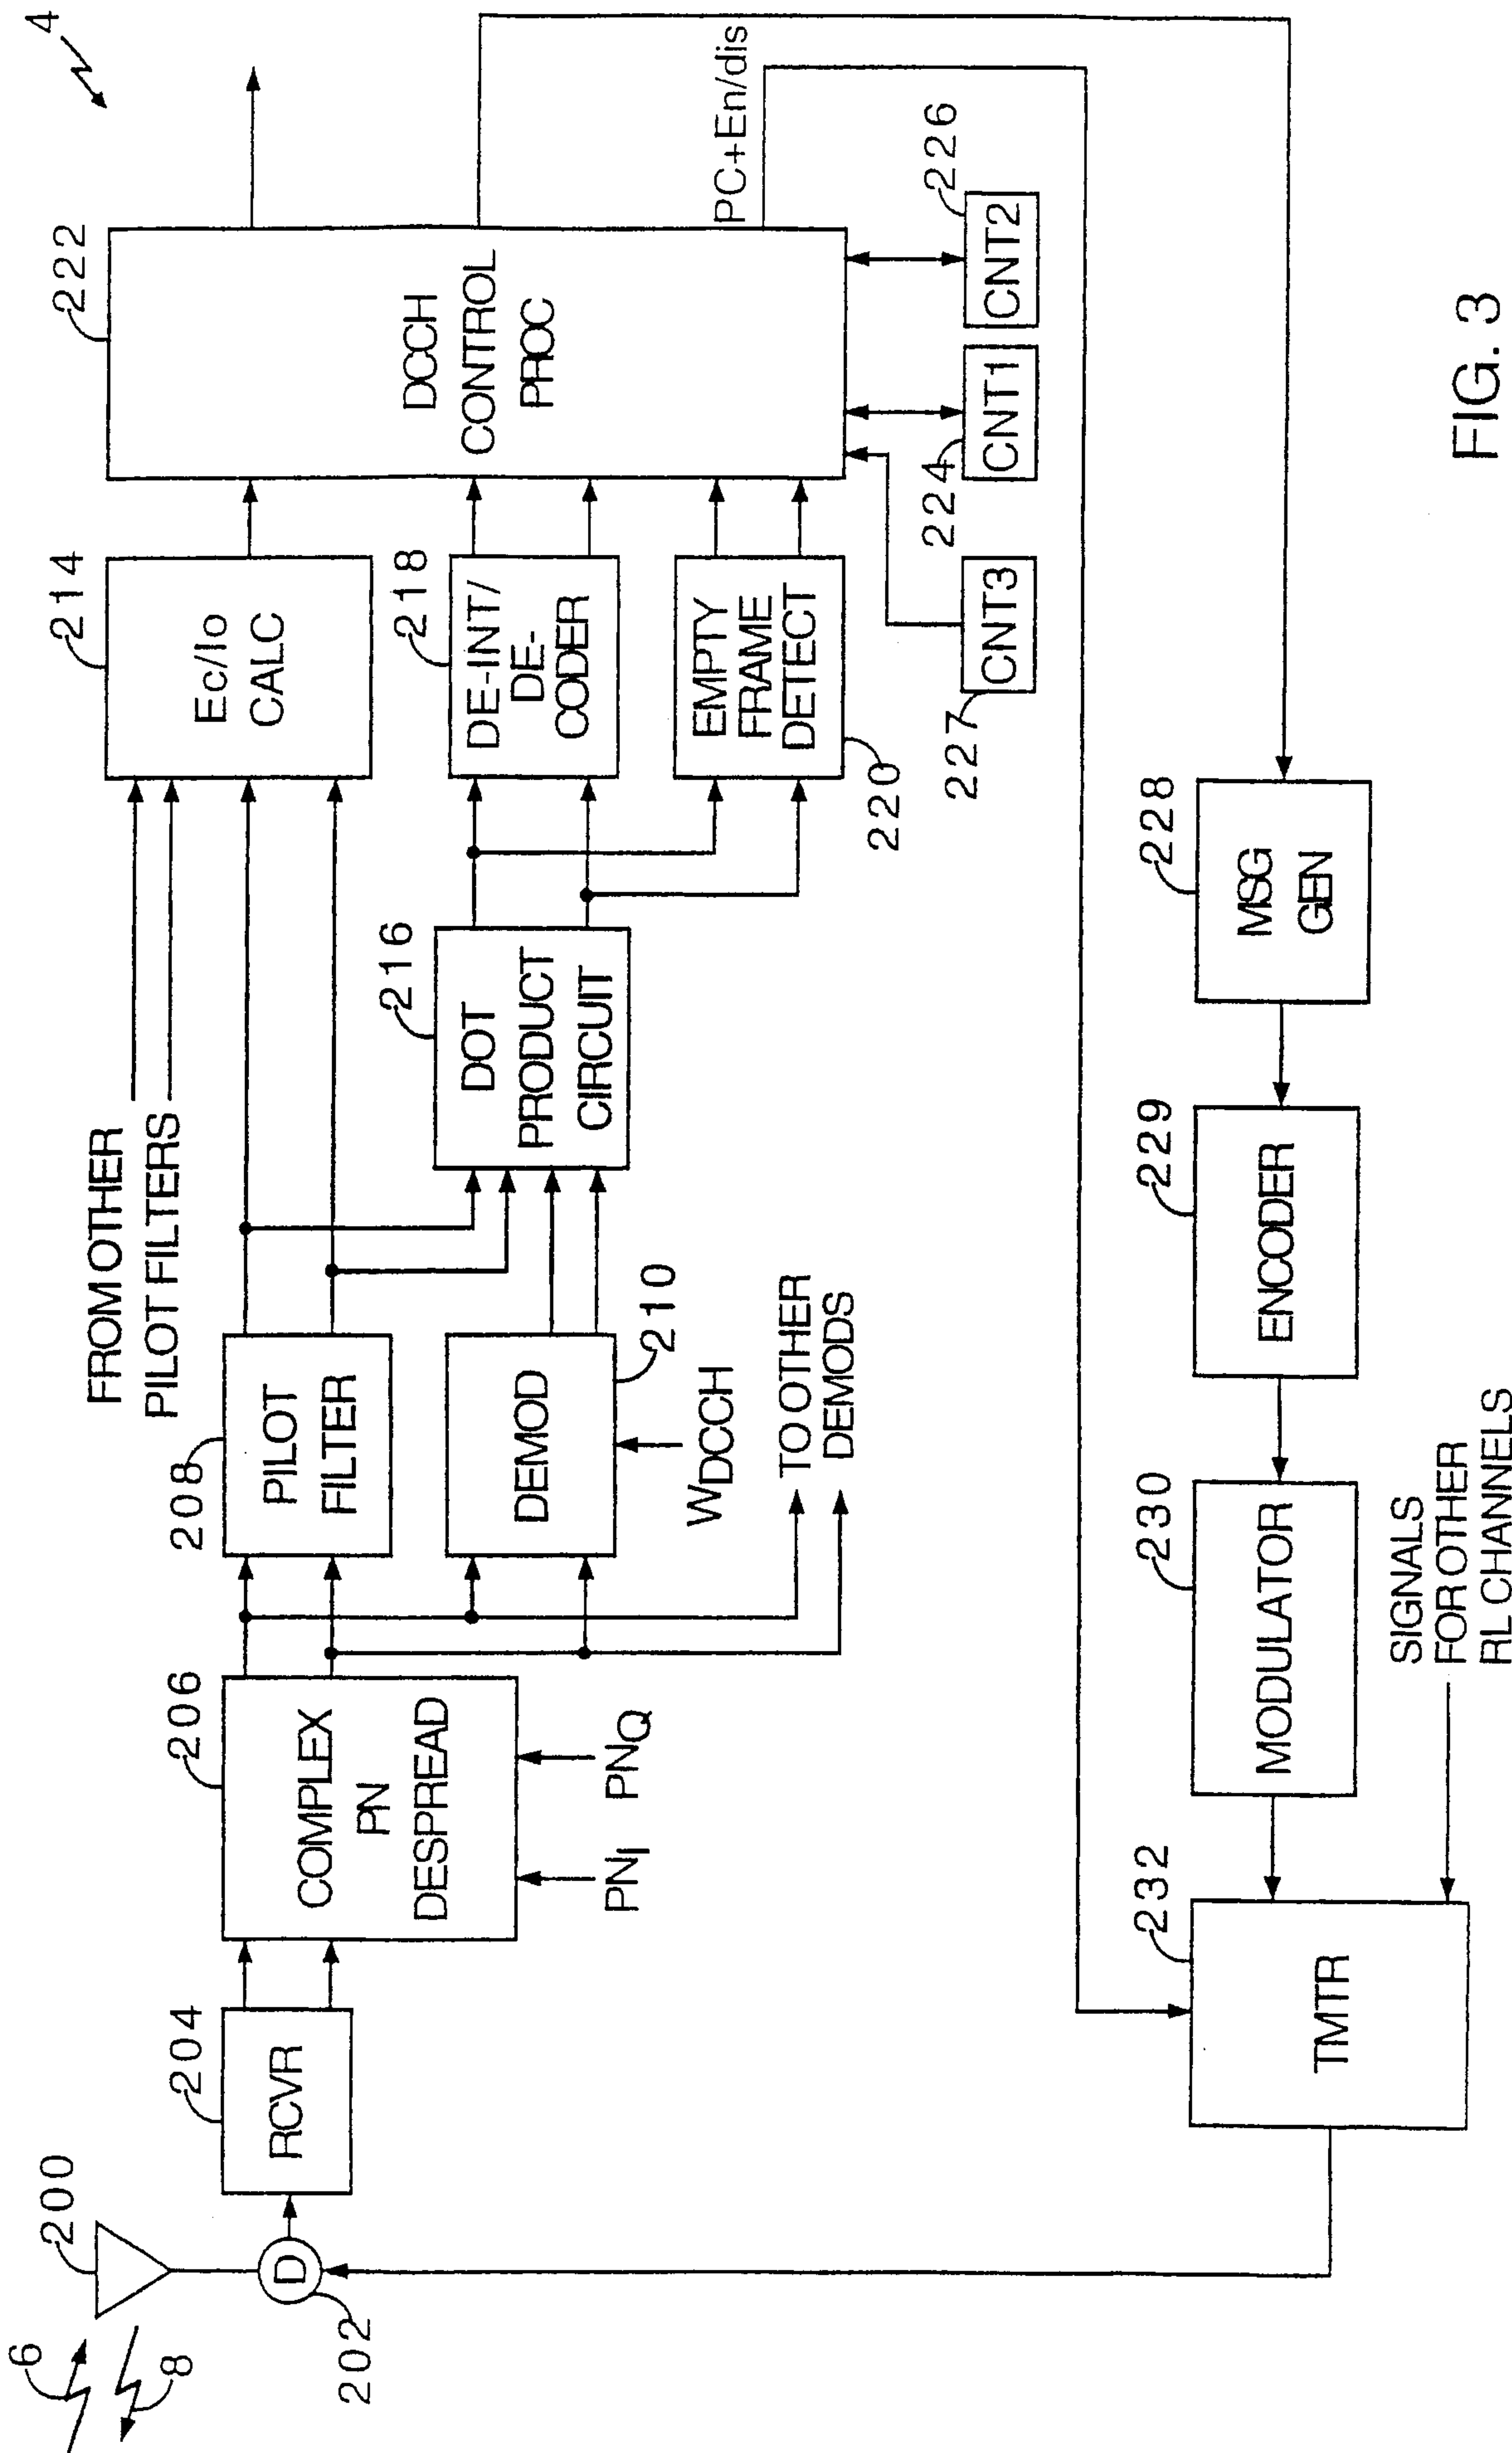 4
6
8
200
D
202
204
RCVR
206
COMPLEX
PN
DESPREAD
PNI
PNQ
208
PILOT
FILTER
DEMOD
210
WDCCH
TO OTHER
DEMODS
FROM OTHER
PILOT FILTERS
216
DOT
PRODUCT
CIRCUIT
214
Ec/Io
CALC
218
DE-INT/
DE-
CODER
EMPTY
FRAME
DETECT
220
222
DCCH
CONTROL
PROC
PC+En/dis
227
CNT3
224
CNT1
226
CNT2
228
MSG
GEN
229
ENCODER
230
MODULATOR
SIGNALS
FOR OTHER
RL CHANNELS
232
TMTR
FIG. 3